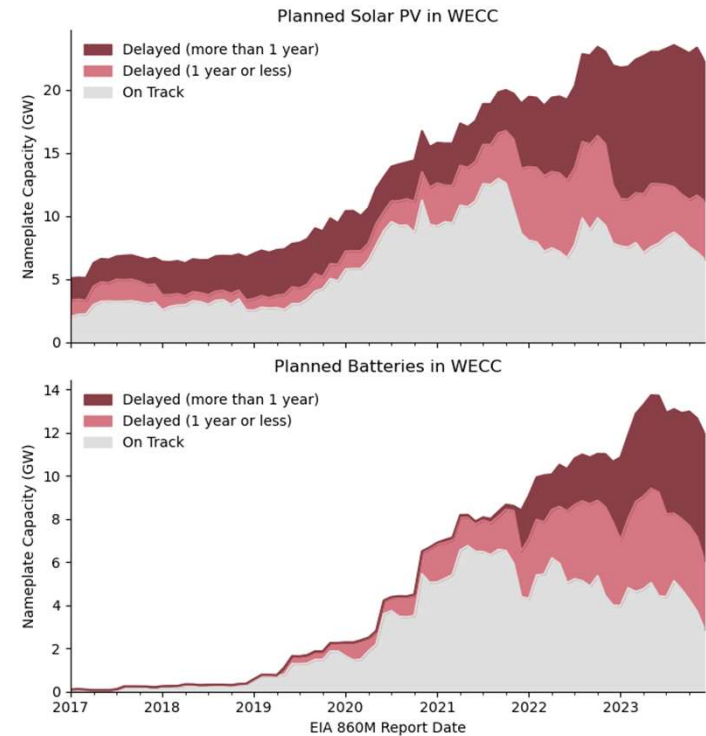 Planned Solar PV in WECC
Delayed (more than 1 year)
Delayed (1 year or less)
On Track
Nameplate Capacity (GW)
20
15
10
5
0
Planned Batteries in WECC
Delayed (more than 1 year)
Delayed (1 year or less)
On Track
Nameplate Capacity (GW)
14
12
10
8
6
4
2
0
2017 2018 2019 2020 2021 2022 2023
EIA 860M Report Date